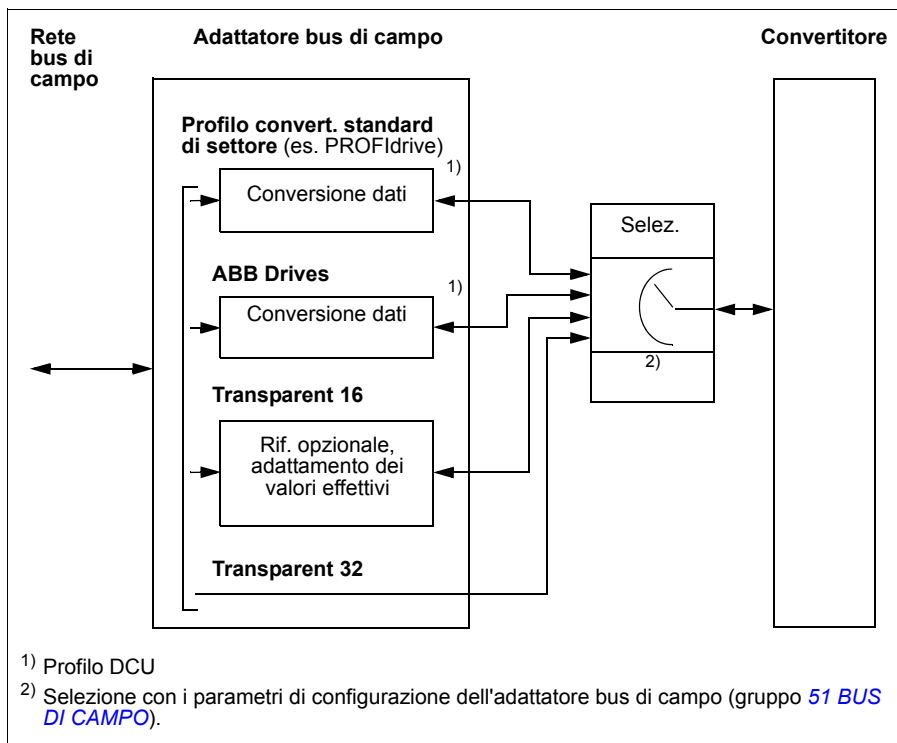 Rete
bus di
campo
Adattatore bus di campo
Convertitore
Profilo convert. standard
di settore (es. PROFIdrive)
1)
Conversione dati
Selez.
ABB Drives
1)
Conversione dati
2)
Transparent 16
Rif. opzionale,
adattamento dei
valori effettivi
Transparent 32
1) Profilo DCU
2) Selezione con i parametri di configurazione dell'adattatore bus di campo (gruppo 51 BUS
DI CAMPO).